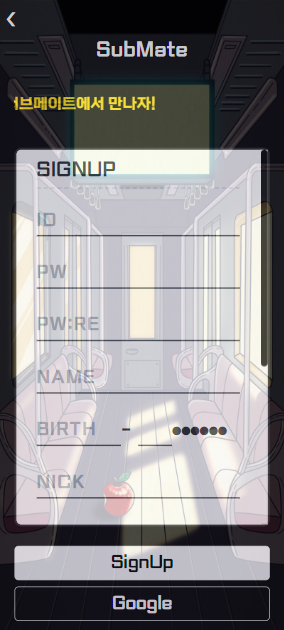 SubMate
브메이트에서 만나자!
SIGNUP
ID
PW
PW:RE
NAME
BIRTH - ●●●●●●
NICK
SignUp
Google